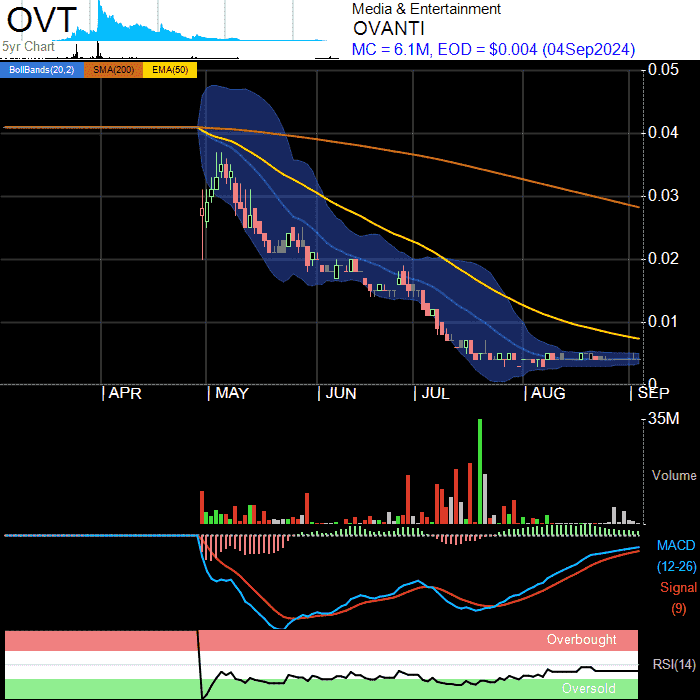 OVT
5yr Chart
Media & Entertainment
OVANTI
MC = 6.1M, EOD = $0.004 (04Sep2024)
BollBands(20,2) SMA(200) EMA(50)
0.05
0.04
0.03
0.02
0.01
0
APR MAY JUN JUL AUG SEP
35M
Volume
MACD
(12-26)
Signal
(9)
Overbought
RSI(14)
Oversold